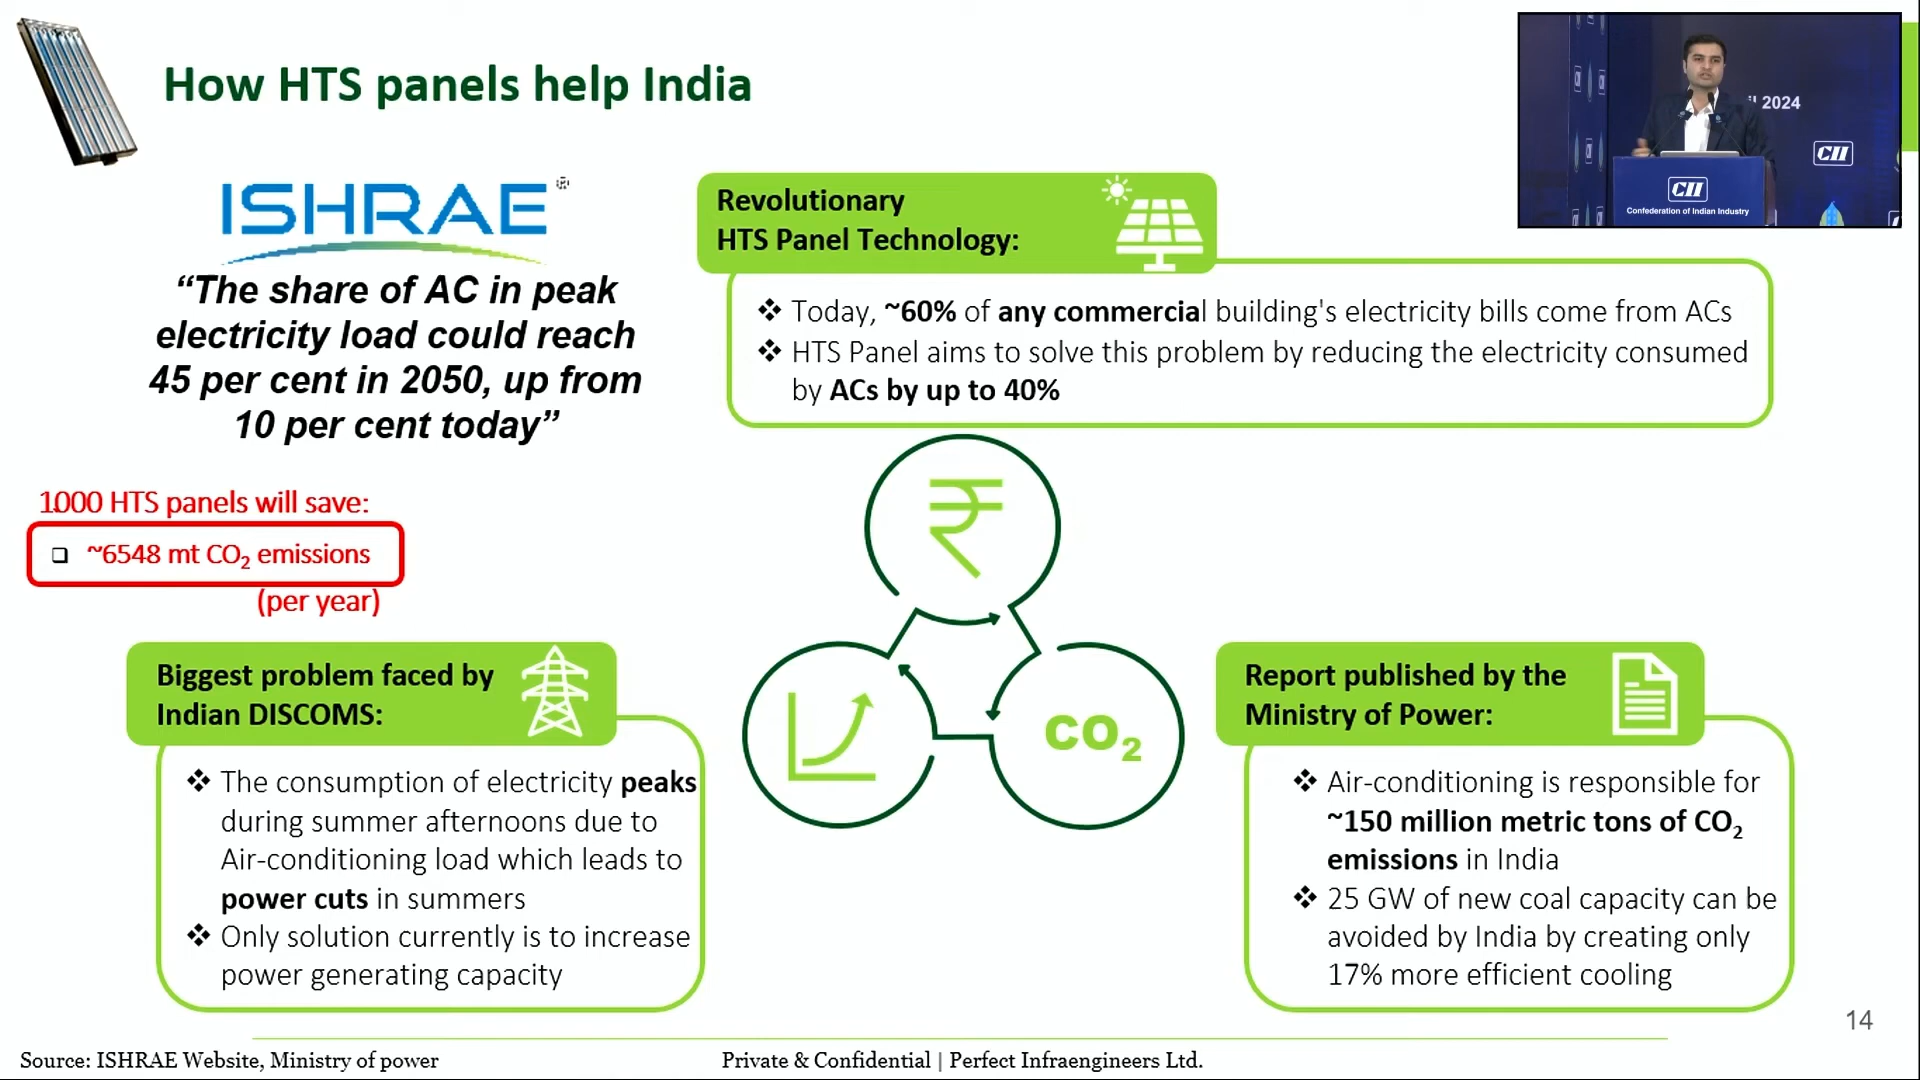 How HTS panels help India
ISHRAE®
“The share of AC in peak
electricity load could reach
45 per cent in 2050, up from
10 per cent today”
1000 HTS panels will save:
~6548 mt CO₂ emissions
(per year)
Revolutionary
HTS Panel Technology:
Today, ~60% of any commercial building's electricity bills come from ACs
HTS Panel aims to solve this problem by reducing the electricity consumed
by ACs by up to 40%
₹
CO₂
Biggest problem faced by
Indian DISCOMS:
The consumption of electricity peaks
during summer afternoons due to
Air-conditioning load which leads to
power cuts in summers
Only solution currently is to increase
power generating capacity
Report published by the
Ministry of Power:
Air-conditioning is responsible for
~150 million metric tons of CO₂
emissions in India
25 GW of new coal capacity can be
avoided by India by creating only
17% more efficient cooling
14
Source: ISHRAE Website, Ministry of power
Private & Confidential | Perfect Infraengineers Ltd.
2024
CII
CII
Confederation of Indian Industry